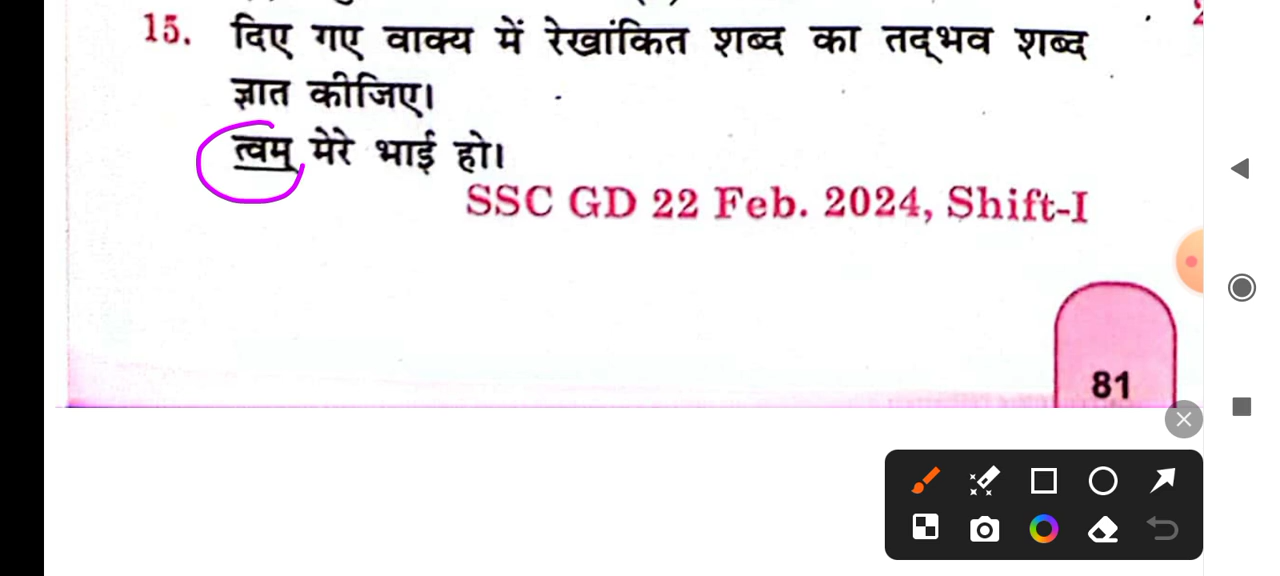 15. दिए गए वाक्य में रेखांकित शब्द का तद्भव शब्द
ज्ञात कीजिए।
त्वम् मेरे भाई हो।
SSC GD 22 Feb. 2024, Shift-I
81